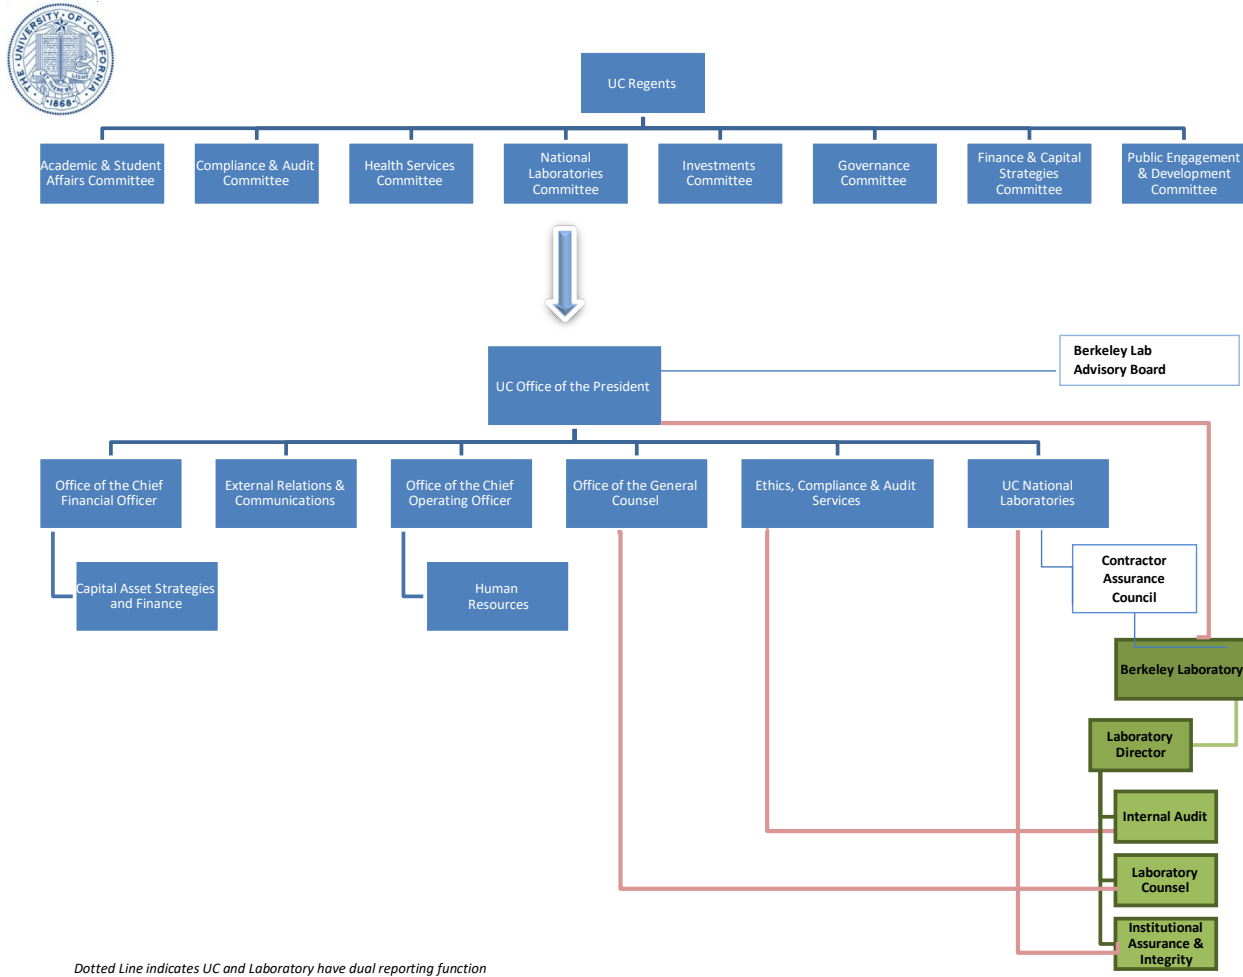 THE · UNIVERSITY · OF · CALIFORNIA
LET THERE BE LIGHT
· 1868 ·
UC Regents
Academic & Student
Affairs Committee
Compliance & Audit
Committee
Health Services
Committee
National
Laboratories
Committee
Investments
Committee
Governance
Committee
Finance & Capital
Strategies
Committee
Public Engagement
& Development
Committee
UC Office of the President
Berkeley Lab
Advisory Board
Office of the Chief
Financial Officer
External Relations &
Communications
Office of the Chief
Operating Officer
Office of the General
Counsel
Ethics, Compliance & Audit
Services
UC National
Laboratories
Capital Asset Strategies
and Finance
Human
Resources
Contractor
Assurance
Council
Berkeley Laboratory
Laboratory
Director
Internal Audit
Laboratory
Counsel
Institutional
Assurance &
Integrity
Dotted Line indicates UC and Laboratory have dual reporting function